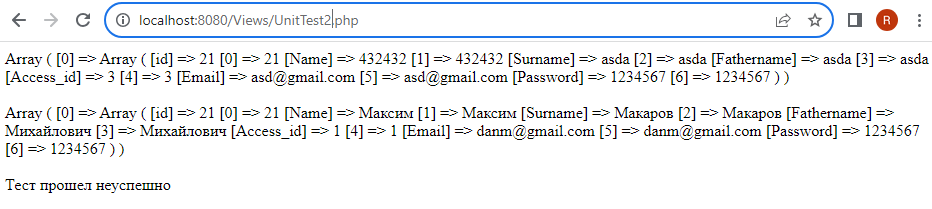 localhost:8080/Views/UnitTest2.php
R
Array ( [0] => Array ( [id] => 21 [0] => 21 [Name] => 432432 [1] => 432432 [Surname] => asda [2] => asda [Fathername] => asda [3] => asda
[Access_id] => 3 [4] => 3 [Email] => asd@gmail.com [5] => asd@gmail.com [Password] => 1234567 [6] => 1234567 ) )
Array ( [0] => Array ( [id] => 21 [0] => 21 [Name] => Максим [1] => Максим [Surname] => Макаров [2] => Макаров [Fathername] =>
Михайлович [3] => Михайлович [Access_id] => 1 [4] => 1 [Email] => danm@gmail.com [5] => danm@gmail.com [Password] => 1234567
[6] => 1234567 ) )
Тест прошел неуспешно